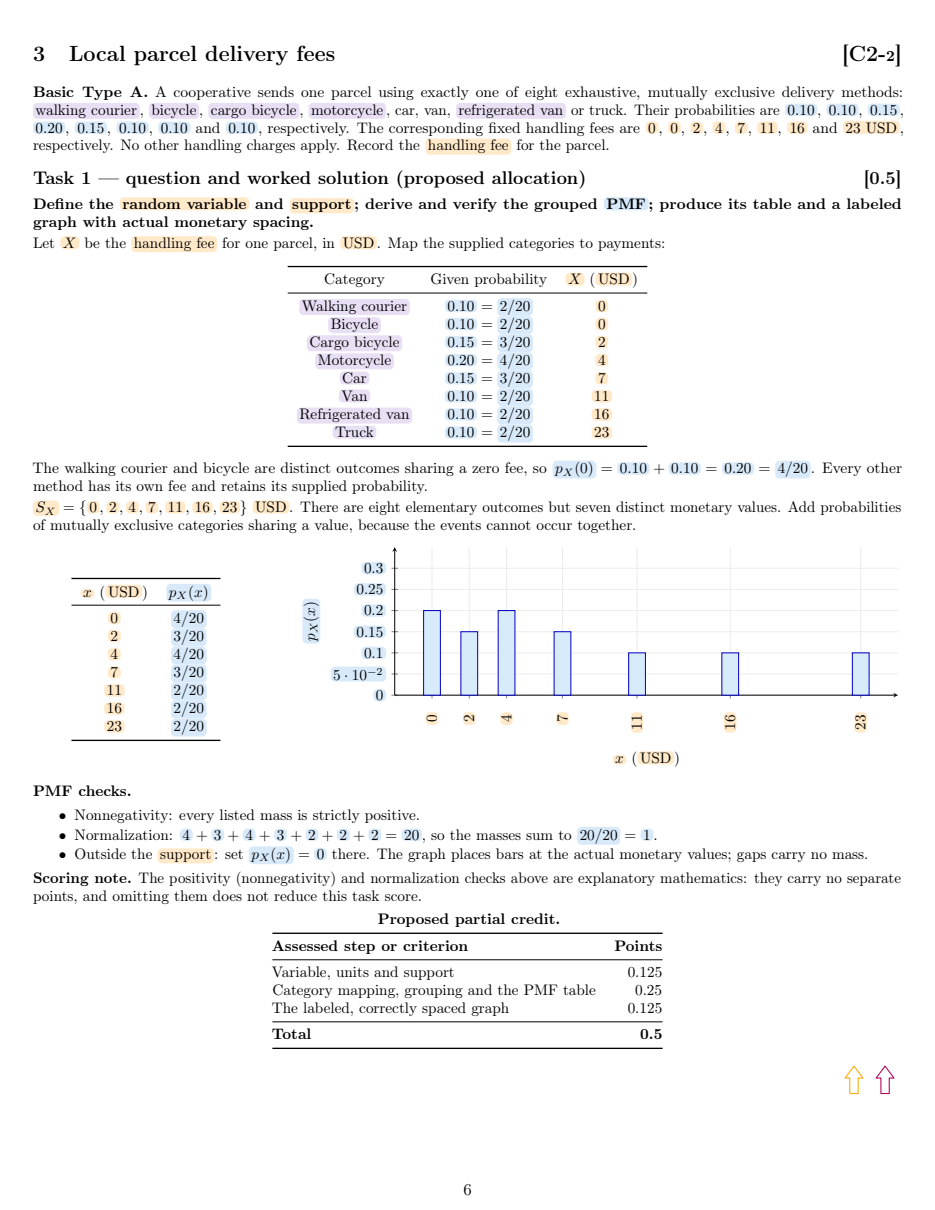 3 Local parcel delivery fees [C2-2]
Basic Type A. A cooperative sends one parcel using exactly one of eight exhaustive, mutually exclusive delivery methods:
walking courier, bicycle, cargo bicycle, motorcycle, car, van, refrigerated van or truck. Their probabilities are 0.10, 0.10, 0.15,
0.20, 0.15, 0.10, 0.10 and 0.10, respectively. The corresponding fixed handling fees are 0, 0, 2, 4, 7, 11, 16 and 23 USD,
respectively. No other handling charges apply. Record the handling fee for the parcel.
Task 1 — question and worked solution (proposed allocation) [0.5]
Define the random variable and support; derive and verify the grouped PMF; produce its table and a labeled
graph with actual monetary spacing.
Let X be the handling fee for one parcel, in USD. Map the supplied categories to payments:
Category Given probability X (USD)
Walking courier 0.10 = 2/20 0
Bicycle 0.10 = 2/20 0
Cargo bicycle 0.15 = 3/20 2
Motorcycle 0.20 = 4/20 4
Car 0.15 = 3/20 7
Van 0.10 = 2/20 11
Refrigerated van 0.10 = 2/20 16
Truck 0.10 = 2/20 23
The walking courier and bicycle are distinct outcomes sharing a zero fee, so pX(0) = 0.10 + 0.10 = 0.20 = 4/20. Every other
method has its own fee and retains its supplied probability.
SX = {0, 2, 4, 7, 11, 16, 23} USD. There are eight elementary outcomes but seven distinct monetary values. Add probabilities
of mutually exclusive categories sharing a value, because the events cannot occur together.
x (USD) pX(x)
0 4/20
2 3/20
4 4/20
7 3/20
11 2/20
16 2/20
23 2/20
pX(x)
0.3
0.25
0.2
0.15
0.1
5 · 10−2
0
0 2 4 7 11 16 23
x (USD)
PMF checks.
• Nonnegativity: every listed mass is strictly positive.
• Normalization: 4 + 3 + 4 + 3 + 2 + 2 + 2 = 20, so the masses sum to 20/20 = 1.
• Outside the support: set pX(x) = 0 there. The graph places bars at the actual monetary values; gaps carry no mass.
Scoring note. The positivity (nonnegativity) and normalization checks above are explanatory mathematics: they carry no separate
points, and omitting them does not reduce this task score.
Proposed partial credit.
Assessed step or criterion Points
Variable, units and support 0.125
Category mapping, grouping and the PMF table 0.25
The labeled, correctly spaced graph 0.125
Total 0.5
6